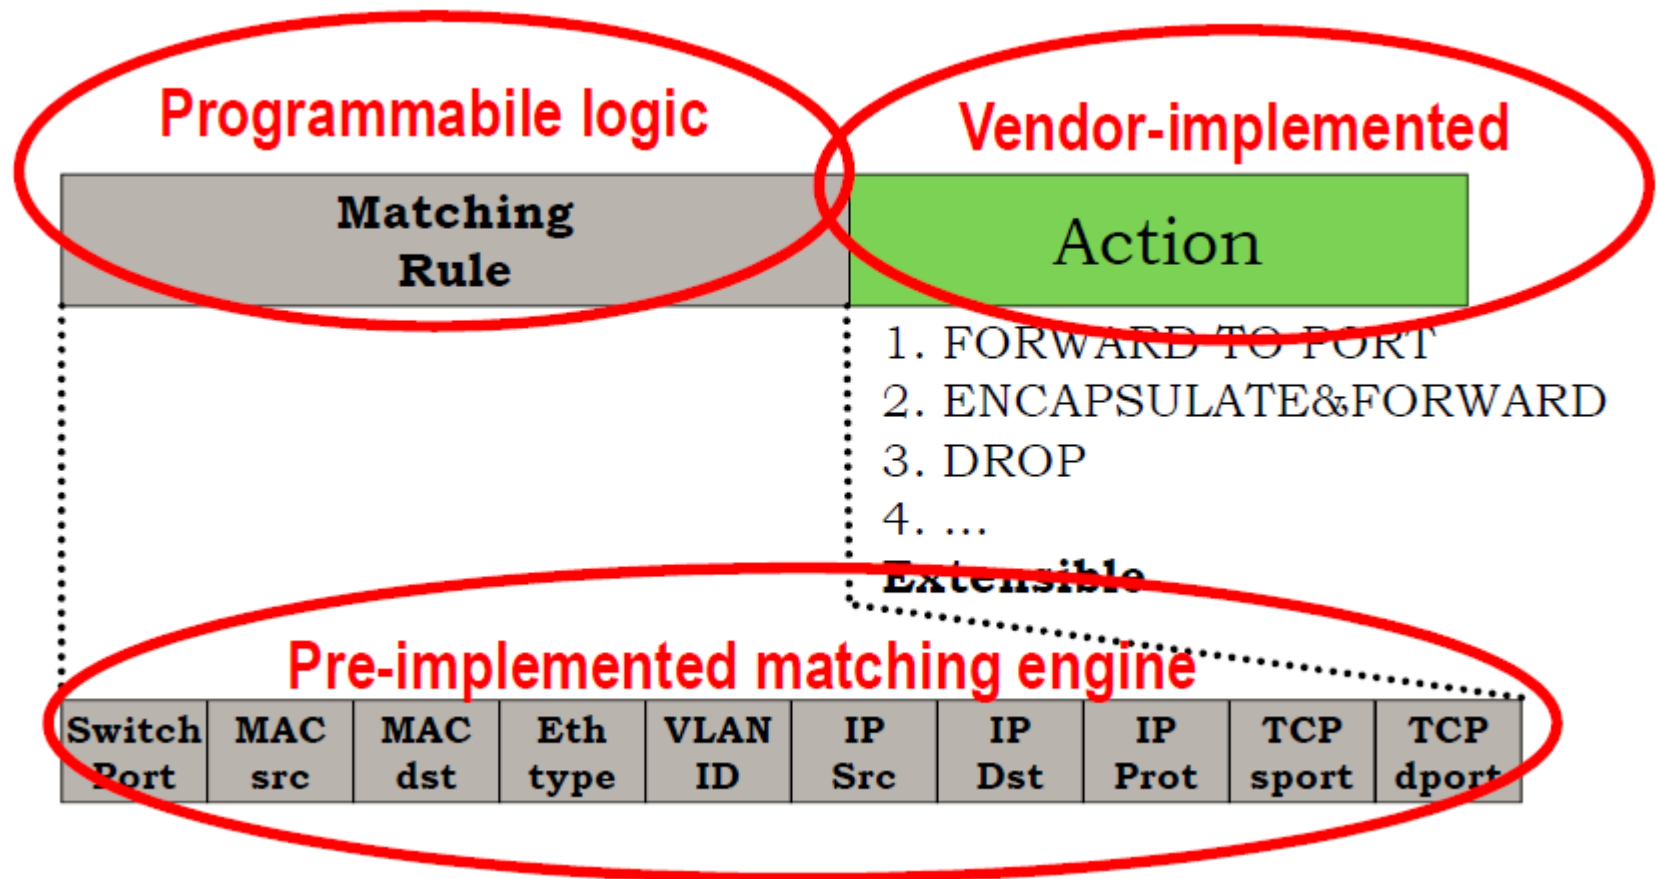 Programmabile logic
Vendor-implemented
Matching
Rule
Action
1. FORWARD TO PORT
2. ENCAPSULATE&FORWARD
3. DROP
4. ...
Extensible
Pre-implemented matching engine
Switch Port
MAC src
MAC dst
Eth type
VLAN ID
IP Src
IP Dst
IP Prot
TCP sport
TCP dport